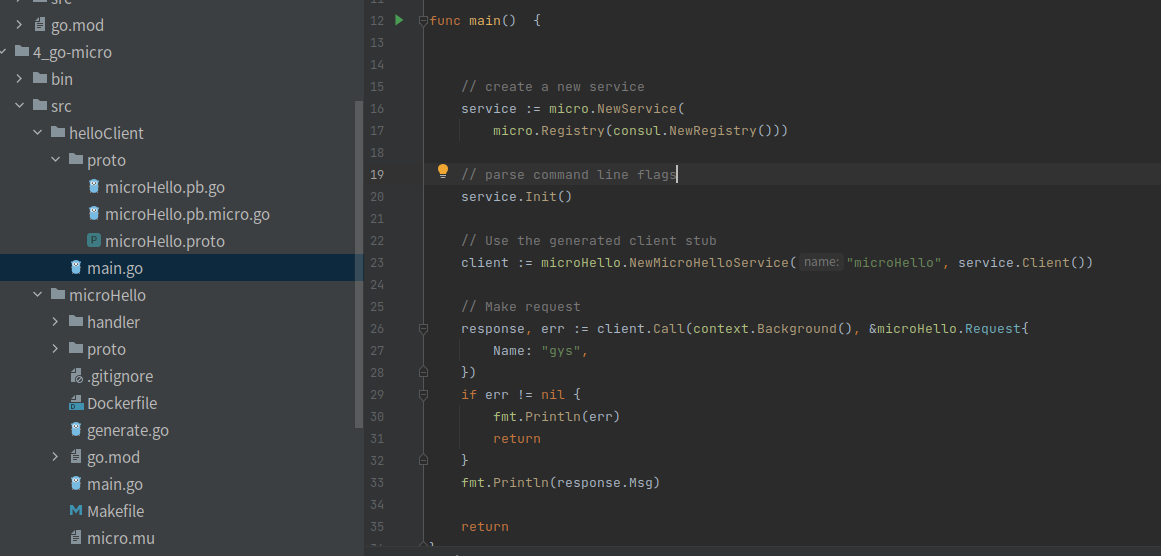 src
go.mod
4_go-micro
bin
src
helloClient
proto
microHello.pb.go
microHello.pb.micro.go
microHello.proto
main.go
microHello
handler
proto
.gitignore
Dockerfile
generate.go
go.mod
main.go
Makefile
micro.mu
12 func main()  {
13
14
15 // create a new service
16 service := micro.NewService(
17 micro.Registry(consul.NewRegistry()))
18
19 // parse command line flags
20 service.Init()
21
22 // Use the generated client stub
23 client := microHello.NewMicroHelloService( name: "microHello", service.Client())
24
25 // Make request
26 response, err := client.Call(context.Background(), &microHello.Request{
27 Name: "gys",
28 })
29 if err != nil {
30 fmt.Println(err)
31 return
32 }
33 fmt.Println(response.Msg)
34
35 return